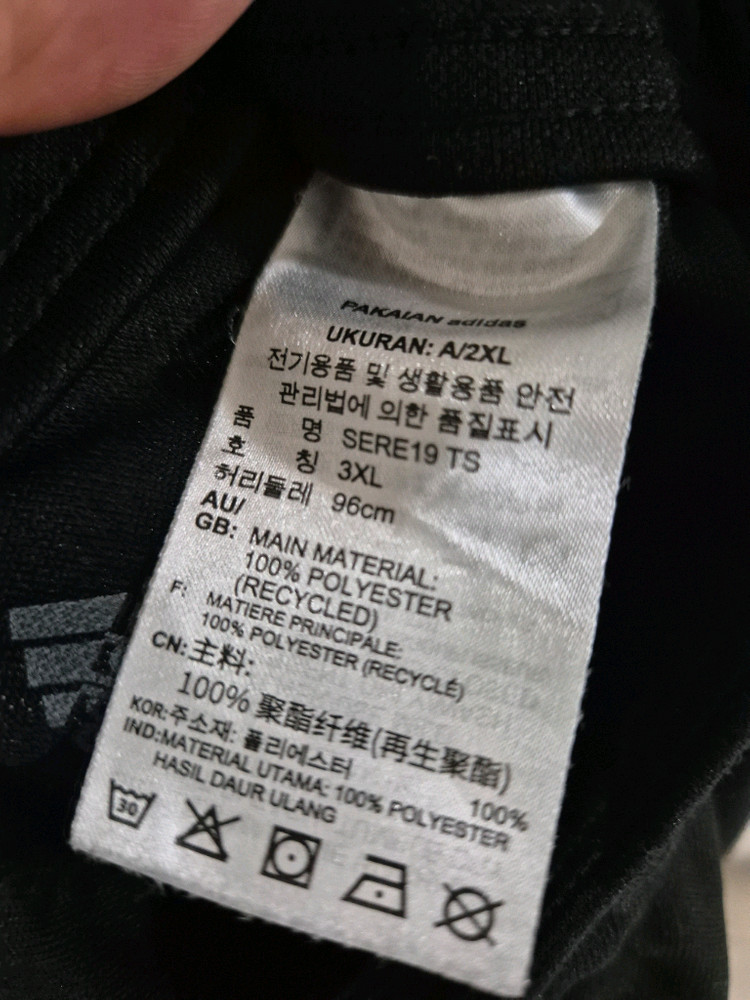 PAKAIAN adidas
UKURAN: A/2XL
전기용품 및 생활용품 안전
관리법에 의한 품질표시
품 명 SERE19 TS
호 칭 3XL
허리둘레 96cm
AU/
GB: MAIN MATERIAL:
100% POLYESTER
(RECYCLED)
F: MATIERE PRINCIPALE:
100% POLYESTER (RECYCLÉ)
CN: 主料:
100% 聚酯纤维(再生聚酯)
KOR: 주소재: 폴리에스터 100%
IND: MATERIAL UTAMA: 100% POLYESTER
HASIL DAUR ULANG
30